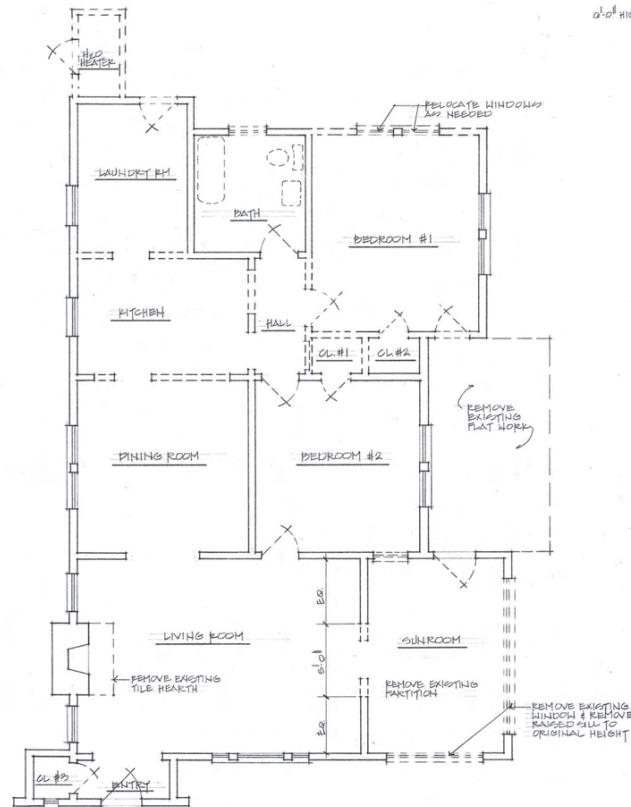 6'-0" HIG
H2O
HEATER
RELOCATE WINDOWS
AS NEEDED
LAUNDRY RM
BATH
BEDROOM #1
KITCHEN
HALL
CL. #1
CL. #2
REMOVE
EXISTING
FLAT WORK
DINING ROOM
BEDROOM #2
EQ.
LIVING ROOM
5'-0"
SUNROOM
REMOVE EXISTING
TILE HEARTH
REMOVE EXISTING
PARTITION
EQ.
REMOVE EXISTING
WINDOW & REMOVE
RAISED SILL TO
ORIGINAL HEIGHT
CL #3
ENTRY